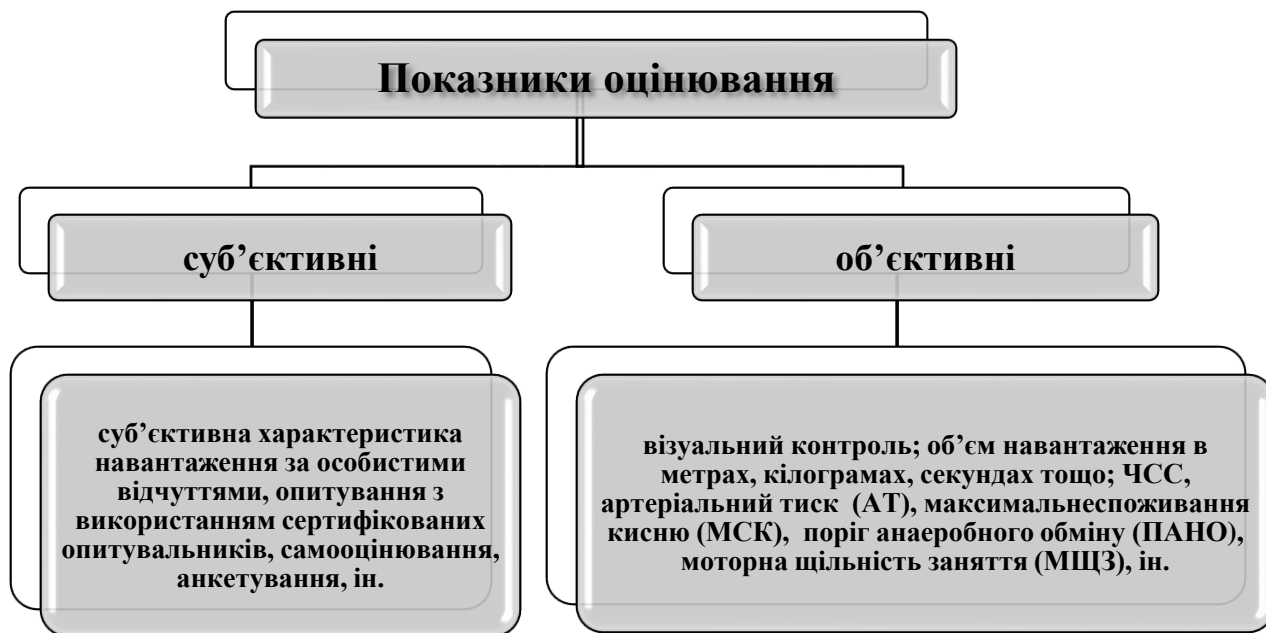 Показники оцінювання
суб’єктивні
об’єктивні
суб’єктивна характеристика
навантаження за особистими
відчуттями, опитування з
використанням сертифікованих
опитувальників, самооцінювання,
анкетування, ін.
візуальний контроль; об’єм навантаження в
метрах, кілограмах, секундах тощо; ЧСС,
артеріальний тиск (АТ), максимальнеспоживання
кисню (МСК), поріг анаеробного обміну (ПАНО),
моторна щільність заняття (МЩЗ), ін.